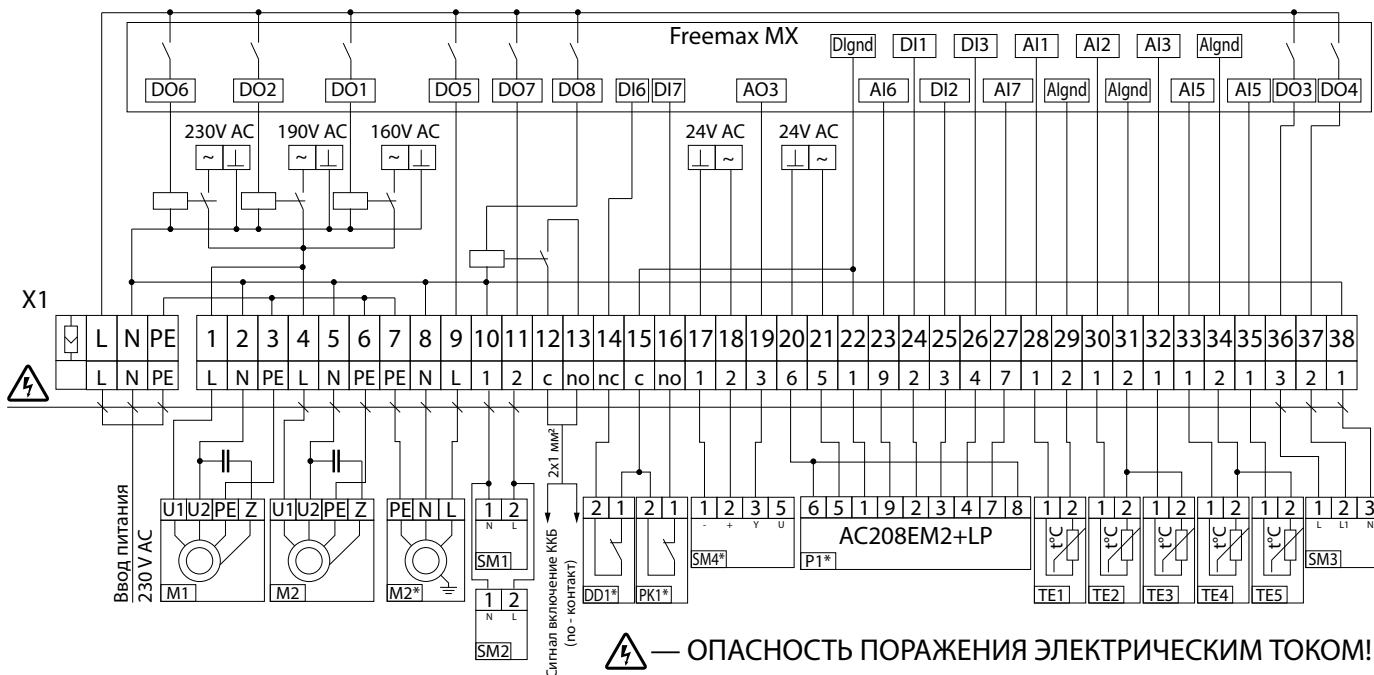 Freemax MX
DIgnd DI1 DI3 AI1 AI2 AI3 AIgnd
DO6 DO2 DO1 DO5 DO7 DO8 DI6 DI7 AO3 AI6 DI2 AI7 AIgnd AIgnd AI5 AI5 DO3 DO4
230V AC 190V AC 160V AC 24V AC 24V AC
~ ⊥ ~ ⊥ ~ ⊥ ⊥ ~ ⊥ ~
X1
L N PE 1 2 3 4 5 6 7 8 9 10 11 12 13 14 15 16 17 18 19 20 21 22 23 24 25 26 27 28 29 30 31 32 33 34 35 36 37 38
L N PE L N PE L N PE PE N L 1 2 c no nc c no 1 2 3 6 5 1 9 2 3 4 7 1 2 1 2 1 1 2 1 3 2 1
Ввод питания
230 V AC
U1 U2 PE Z
M1
U1 U2 PE Z
M2
PE N L
M2*
1 2
N L
SM1
1 2
N L
SM2
2x1 мм²
Сигнал включение ККБ
(no - контакт)
2 1
DD1*
2 1
PK1*
1 2 3 5
- + Y U
SM4*
6 5 1 9 2 3 4 7 8
AC208EM2+LP
P1*
1 2
t°C
TE1
1 2
t°C
TE2
1 2
t°C
TE3
1 2
t°C
TE4
1 2
t°C
TE5
1 2 3
L L1 N
SM3
— ОПАСНОСТЬ ПОРАЖЕНИЯ ЭЛЕКТРИЧЕСКИМ ТОКОМ!